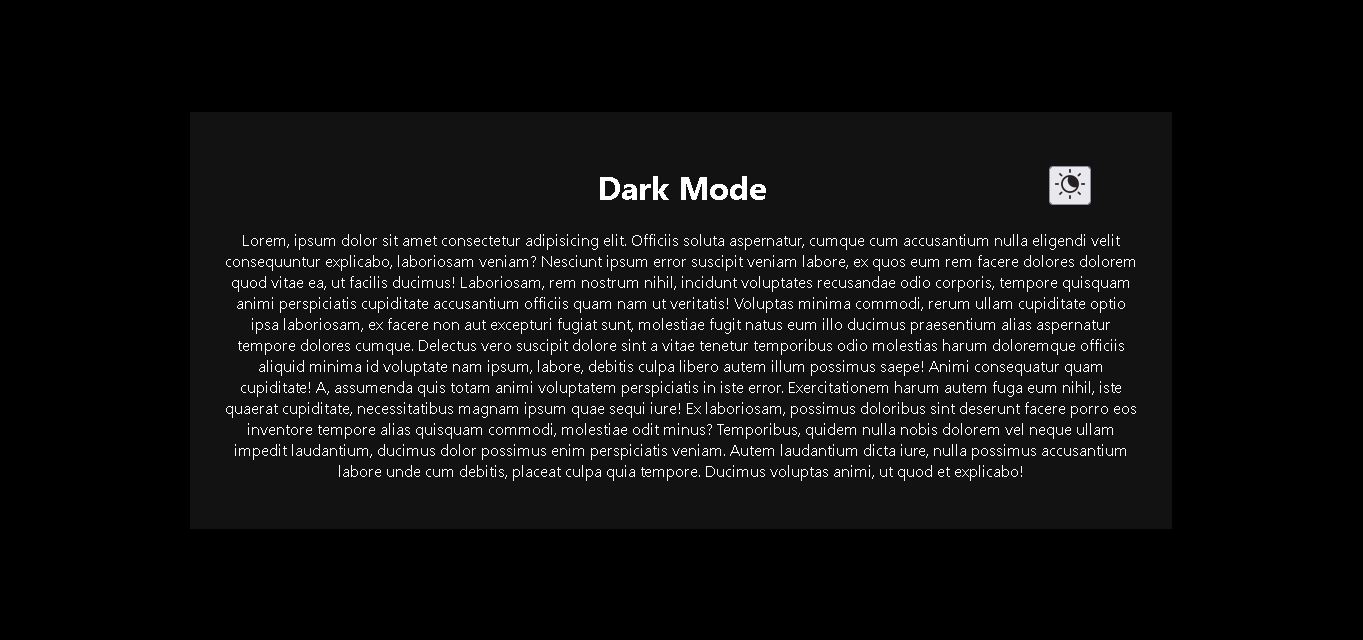 Dark Mode
Lorem, ipsum dolor sit amet consectetur adipisicing elit. Officiis soluta aspernatur, cumque cum accusantium nulla eligendi velit
consequuntur explicabo, laboriosam veniam? Nesciunt ipsum error suscipit veniam labore, ex quos eum rem facere dolores dolorem
quod vitae ea, ut facilis ducimus! Laboriosam, rem nostrum nihil, incidunt voluptates recusandae odio corporis, tempore quisquam
animi perspiciatis cupiditate accusantium officiis quam nam ut veritatis! Voluptas minima commodi, rerum ullam cupiditate optio
ipsa laboriosam, ex facere non aut excepturi fugiat sunt, molestiae fugit natus eum illo ducimus praesentium alias aspernatur
tempore dolores cumque. Delectus vero suscipit dolore sint a vitae tenetur temporibus odio molestias harum doloremque officiis
aliquid minima id voluptate nam ipsum, labore, debitis culpa libero autem illum possimus saepe! Animi consequatur quam
cupiditate! A, assumenda quis totam animi voluptatem perspiciatis in iste error. Exercitationem harum autem fuga eum nihil, iste
quaerat cupiditate, necessitatibus magnam ipsum quae sequi iure! Ex laboriosam, possimus doloribus sint deserunt facere porro eos
inventore tempore alias quisquam commodi, molestiae odit minus? Temporibus, quidem nulla nobis dolorem vel neque ullam
impedit laudantium, ducimus dolor possimus enim perspiciatis veniam. Autem laudantium dicta iure, nulla possimus accusantium
labore unde cum debitis, placeat culpa quia tempore. Ducimus voluptas animi, ut quod et explicabo!